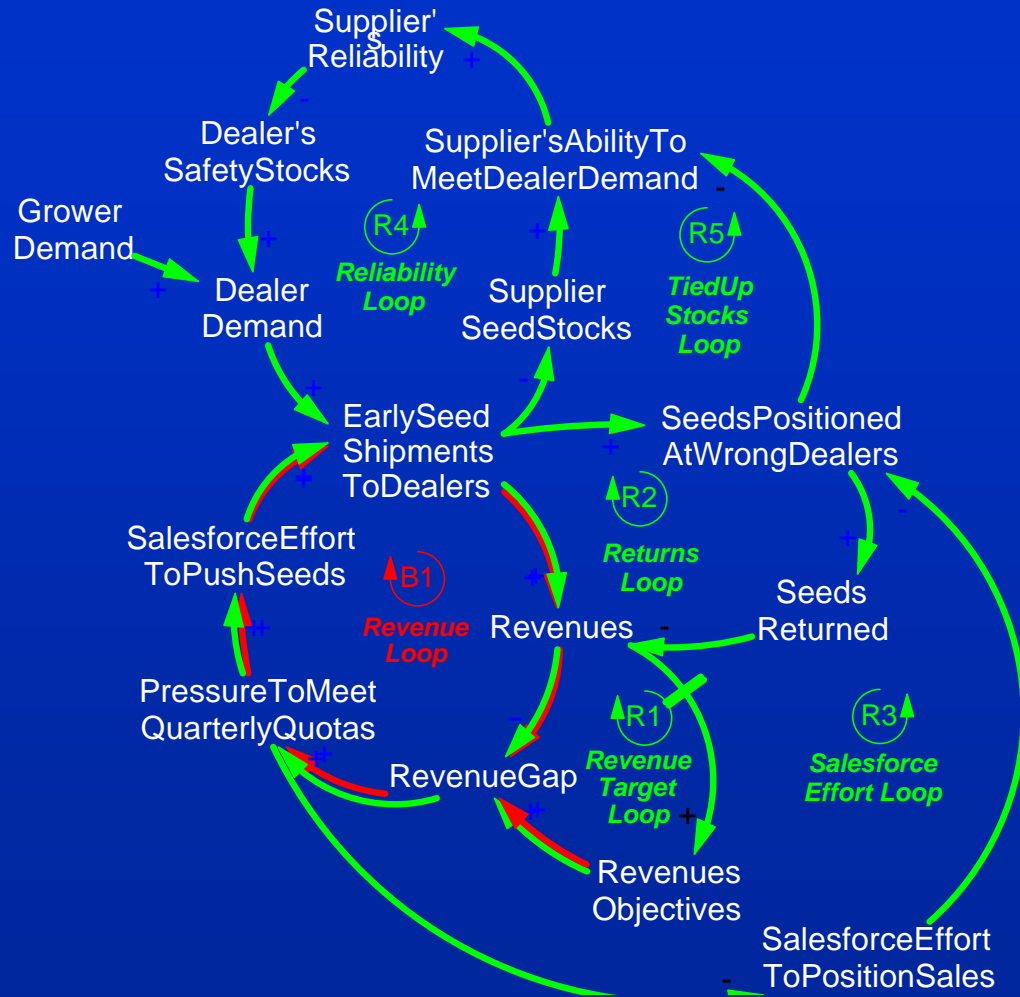 Supplier'
s
Reliability
+
-
Dealer's
SafetyStocks
Supplier'sAbilityTo
MeetDealerDemand
-
Grower
Demand
+
+
R4
Reliability
Loop
+
R5
TiedUp
Stocks
Loop
Dealer
Demand
Supplier
SeedStocks
+
-
EarlySeed
Shipments
ToDealers
SeedsPositioned
AtWrongDealers
+
++
R2
Returns
Loop
-
+
SalesforceEffort
ToPushSeeds
B1
Revenue
Loop
++
Revenues
-
Seeds
Returned
++
PressureToMeet
QuarterlyQuotas
-
R1
Revenue
Target
Loop
+
R3
Salesforce
Effort Loop
++
RevenueGap
++
Revenues
Objectives
SalesforceEffort
ToPositionSales
-